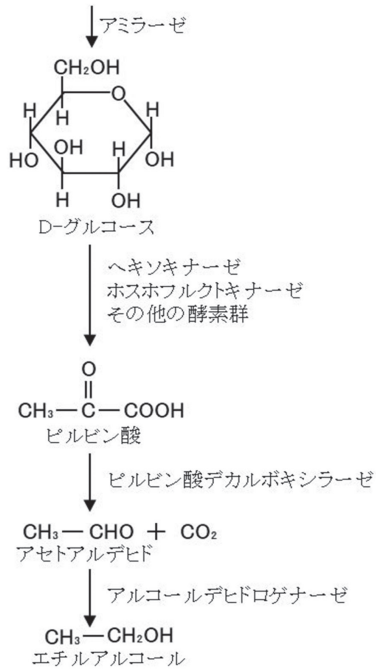 アミラーゼ
CH₂OH
O
H
H
H
HO
OH
H
OH
H
OH
D-グルコース
ヘキソキナーゼ
ホスホフルクトキナーゼ
その他の酵素群
O
CH₃—C—COOH
ピルビン酸
ピルビン酸デカルボキシラーゼ
CH₃—CHO + CO₂
アセトアルデヒド
アルコールデヒドロゲナーゼ
CH₃—CH₂OH
エチルアルコール